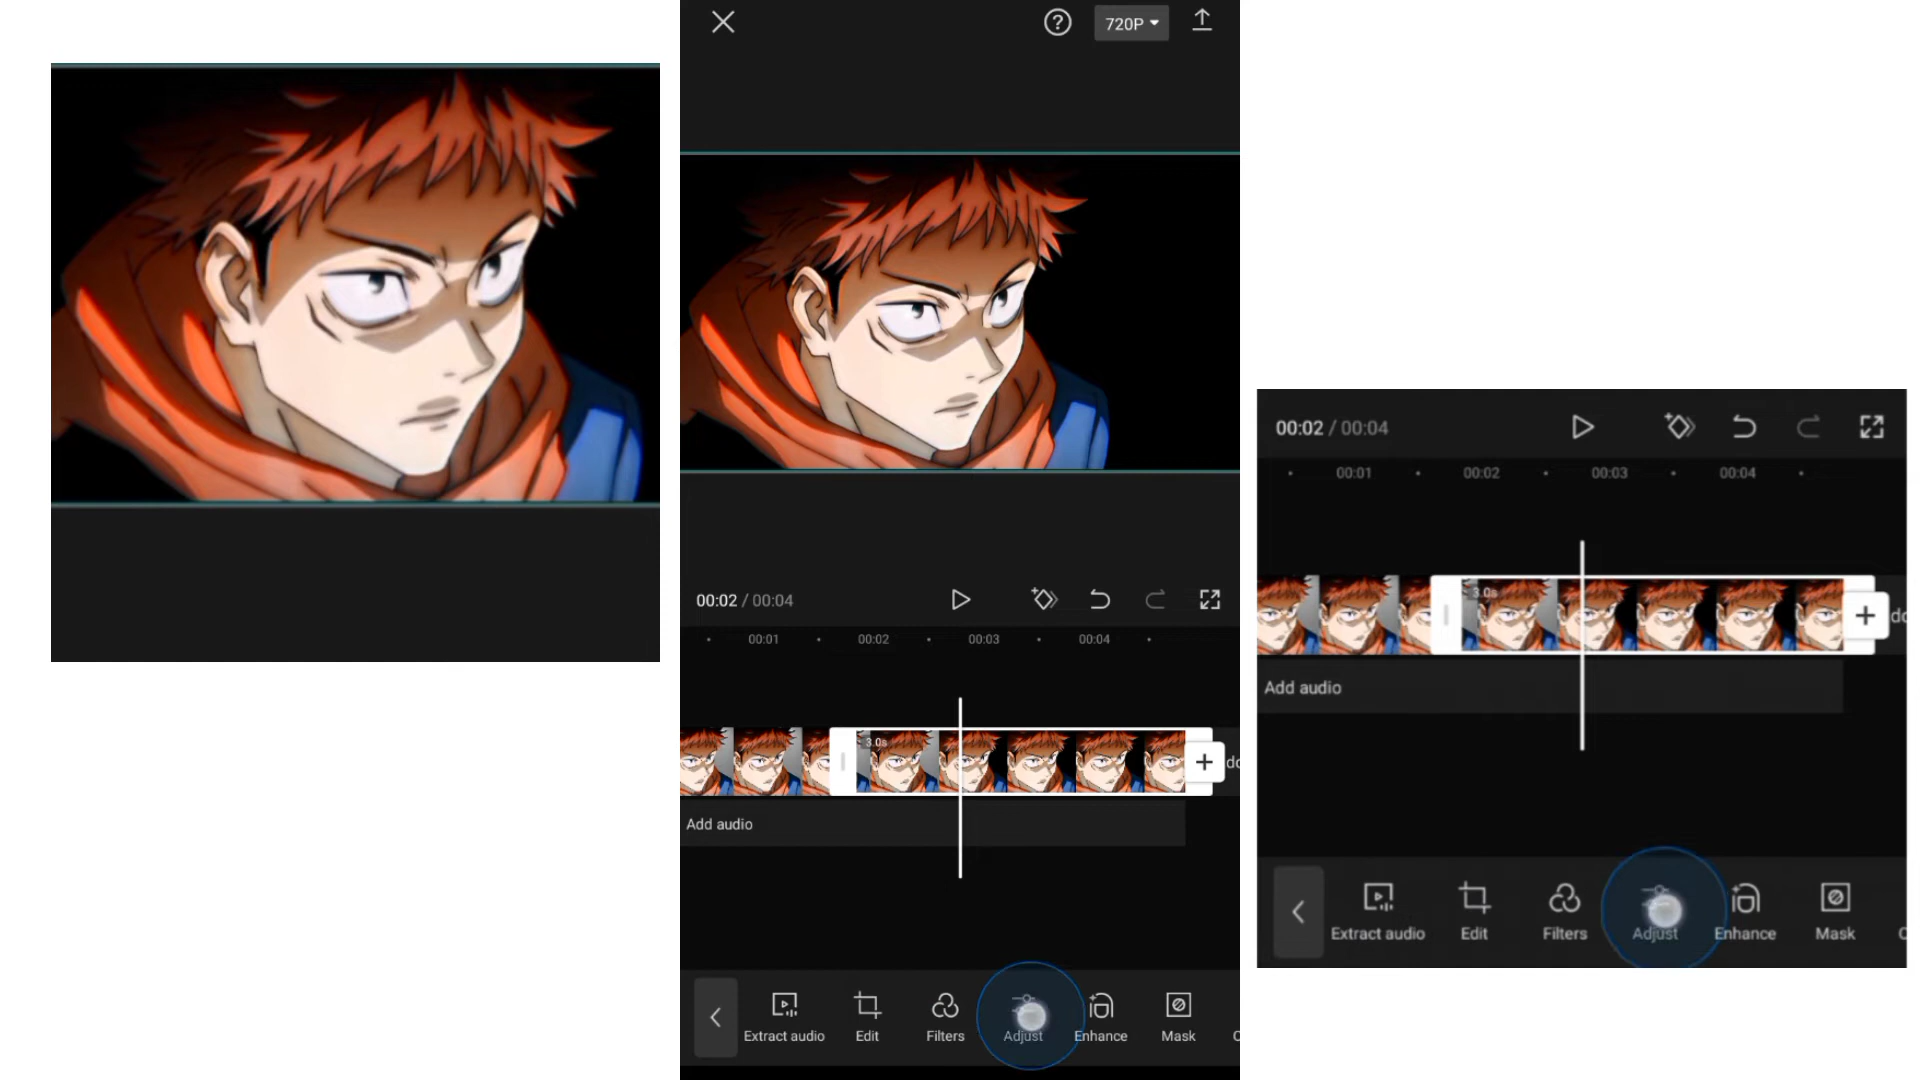 720P
00:02 / 00:04
00:01 00:02 00:03 00:04
3.0s
Add audio
Extract audio Edit Filters Adjust Enhance Mask
00:02 / 00:04
00:01 00:02 00:03 00:04
3.0s
Add audio
Extract audio Edit Filters Adjust Enhance Mask